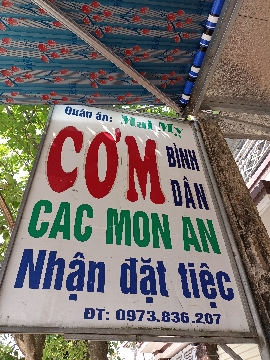 Quán ăn: Mai My
CƠM BÌNH DÂN
CAC MON AN
Nhận đặt tiệc
ĐT: 0973.836.207